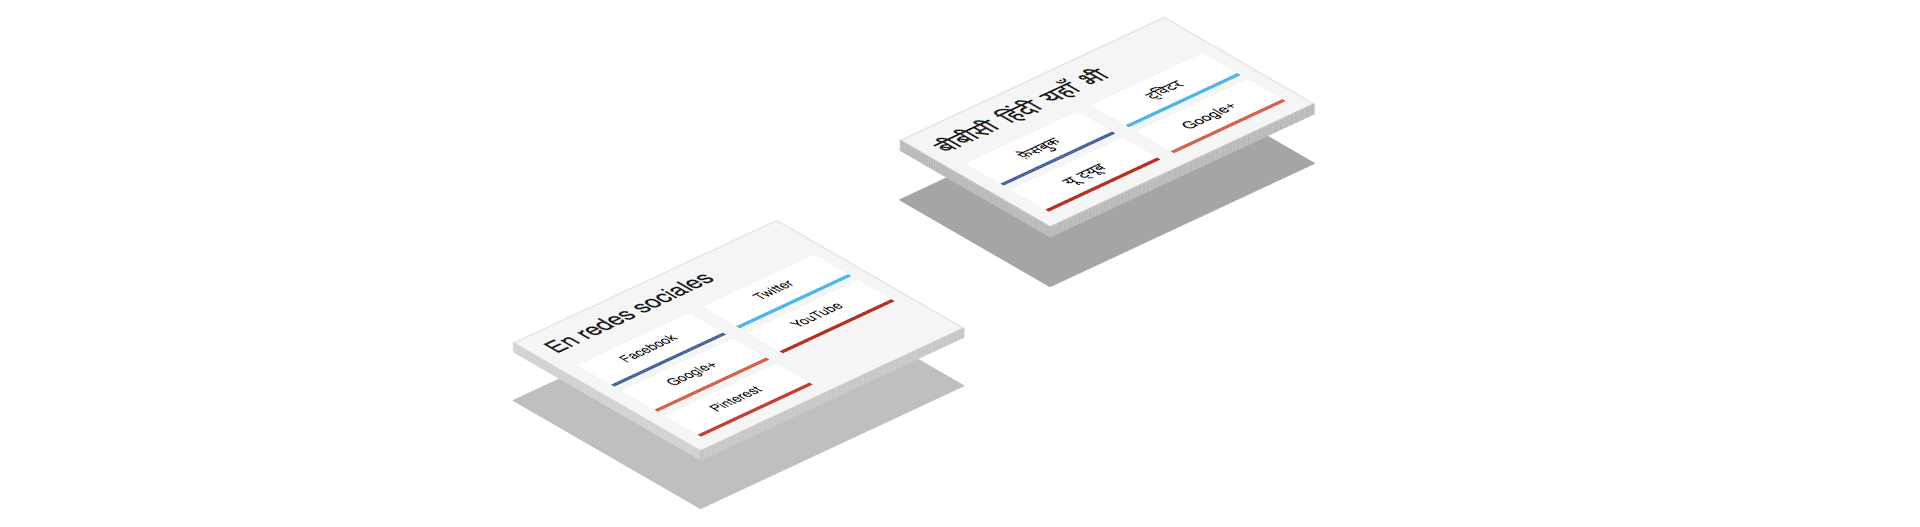 En redes sociales
Facebook
Twitter
Google+
YouTube
Pinterest
बीबीसी हिंदी यहाँ भी
फ़ेसबुक
ट्विटर
यू ट्यूब
Google+